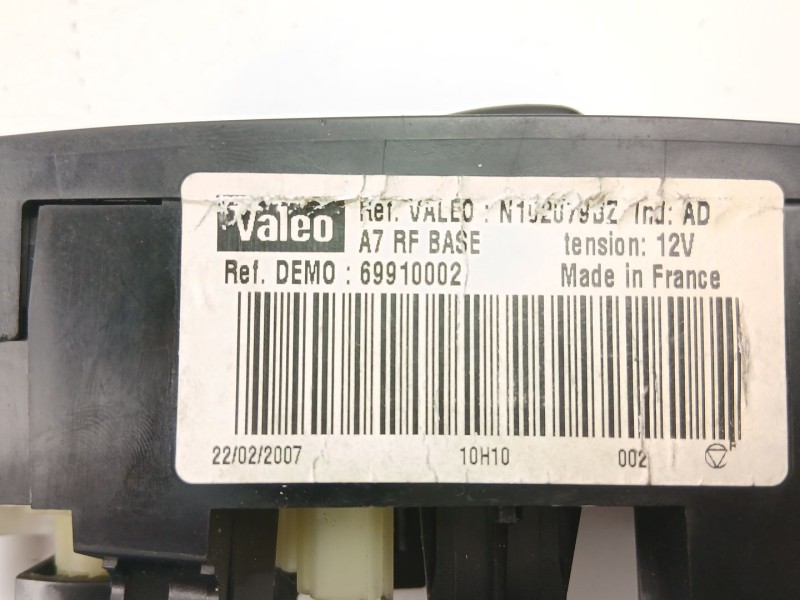 Valeo
Ref. VALEO : Ind: AD
A7 RF BASE tension: 12V
Ref. DEMO : 69910002 Made in France
22/02/2007 10H10 002 F